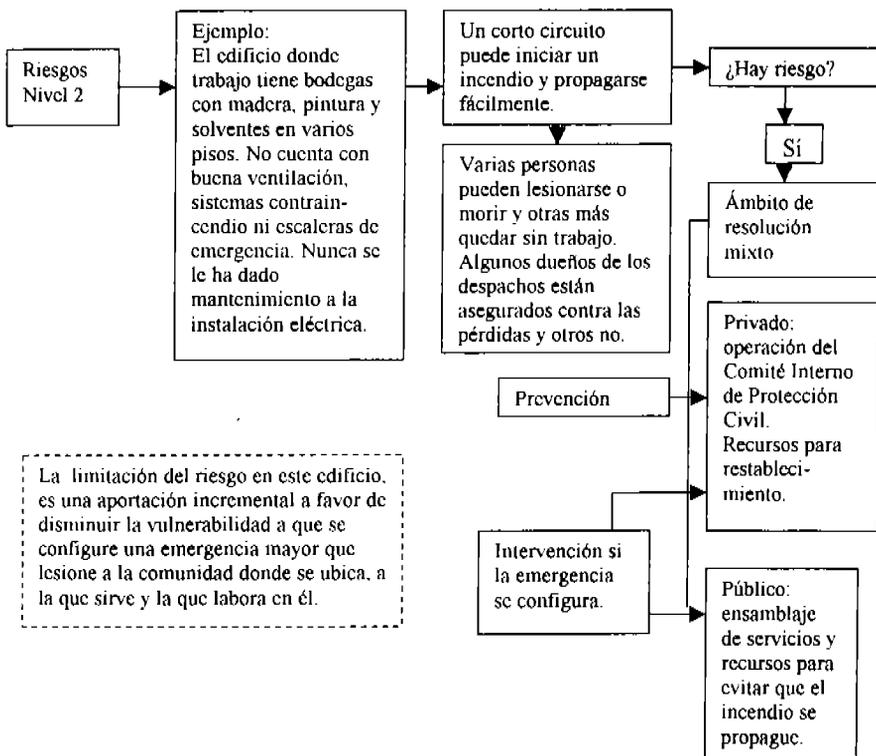 Riesgos
Nivel 2
Ejemplo:
El edificio donde
trabajo tiene bodegas
con madera, pintura y
solventes en varios
pisos. No cuenta con
buena ventilación,
sistemas contrain-
cendio ni escaleras de
emergencia. Nunca se
le ha dado
mantenimiento a la
instalación eléctrica.
Un corto circuito
puede iniciar un
incendio y propagarse
fácilmente.
¿Hay riesgo?
Sí
Varias personas
pueden lesionarse o
morir y otras más
quedar sin trabajo.
Algunos dueños de los
despachos están
asegurados contra las
pérdidas y otros no.
Ámbito de
resolución
mixto
Prevención
Privado:
operación del
Comité Interno
de Protección
Civil.
Recursos para
restableci-
miento.
La limitación del riesgo en este edificio,
es una aportación incremental a favor de
disminuir la vulnerabilidad a que se
configure una emergencia mayor que
lesione a la comunidad donde se ubica, a
la que sirve y la que labora en él.
Intervención si
la emergencia
se configura.
Público:
ensamblaje
de servicios y
recursos para
evitar que el
incendio se
propague.